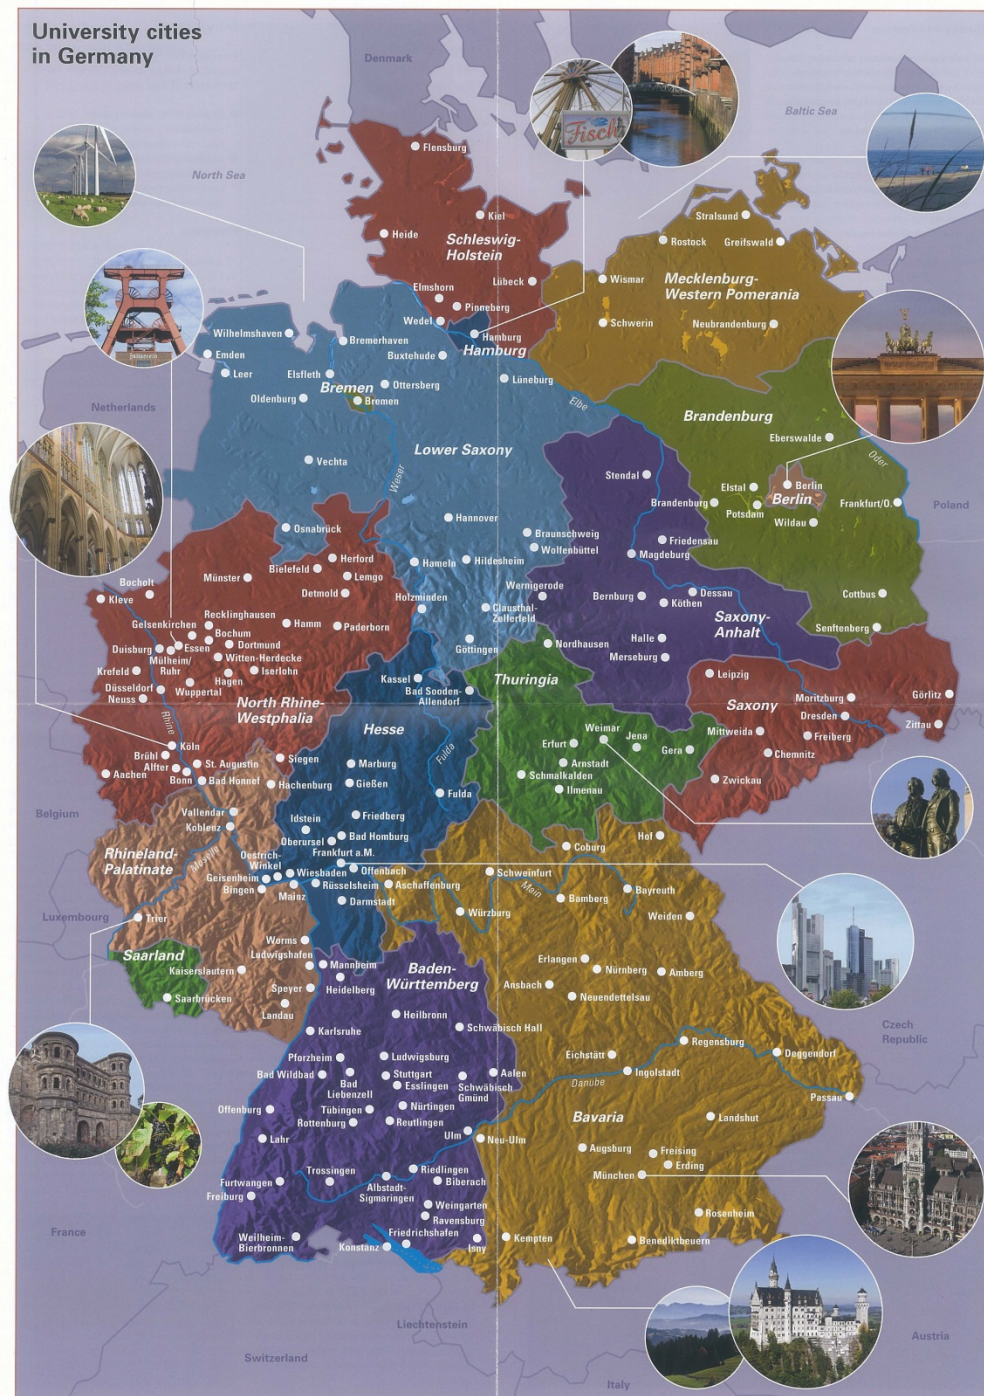 University cities
in Germany
Denmark
Baltic Sea
North Sea
Fisch
Flensburg
Kiel
Heide
Schleswig-
Holstein
Lübeck
Elmshorn
Pinneberg
Wedel
Hamburg
Hamburg
Stralsund
Rostock
Greifswald
Wismar
Mecklenburg-
Western Pomerania
Schwerin
Neubrandenburg
Wilhelmshaven
Bremerhaven
Buxtehude
Emden
Leer
Elsfleth
Bremen
Ottersberg
Lüneburg
Oldenburg
Bremen
Elbe
Netherlands
Lower Saxony
Vechta
Weser
Hannover
Osnabrück
Braunschweig
Wolfenbüttel
Hameln
Hildesheim
Holzminden
Clausthal-
Zellerfeld
Göttingen
Brandenburg
Eberswalde
Oder
Elstal
Berlin
Berlin
Brandenburg
Potsdam
Wildau
Frankfurt/O.
Poland
Cottbus
Senftenberg
Stendal
Friedensau
Magdeburg
Wernigerode
Bernburg
Dessau
Köthen
Saxony-
Anhalt
Halle
Merseburg
Herford
Bielefeld
Lemgo
Münster
Detmold
Bocholt
Kleve
Recklinghausen
Gelsenkirchen
Bochum
Hamm
Paderborn
Duisburg
Essen
Dortmund
Mülheim/
Ruhr
Witten-Herdecke
Krefeld
Hagen
Iserlohn
Düsseldorf
Wuppertal
Neuss
North Rhine-
Westphalia
Rhine
Köln
Brühl
St. Augustin
Siegen
Alfter
Aachen
Bonn
Bad Honnef
Hachenburg
Kassel
Bad Sooden-
Allendorf
Hesse
Fulda
Marburg
Gießen
Fulda
Friedberg
Idstein
Bad Homburg
Oberursel
Frankfurt a.M.
Offenbach
Oestrich-
Winkel
Wiesbaden
Geisenheim
Rüsselsheim
Darmstadt
Nordhausen
Thuringia
Weimar
Erfurt
Jena
Gera
Arnstadt
Schmalkalden
Ilmenau
Leipzig
Saxony
Moritzburg
Görlitz
Dresden
Mittweida
Freiberg
Zittau
Chemnitz
Zwickau
Belgium
Vallendar
Koblenz
Rhineland-
Palatinate
Moselle
Bingen
Mainz
Luxembourg
Trier
Worms
Ludwigshafen
Kaiserslautern
Speyer
Landau
Saarland
Saarbrücken
Hof
Coburg
Schweinfurt
Aschaffenburg
Main
Bayreuth
Bamberg
Würzburg
Weiden
Erlangen
Nürnberg
Amberg
Ansbach
Neuendettelsau
Regensburg
Czech
Republic
Eichstätt
Deggendorf
Ingolstadt
Danube
Passau
Bavaria
Landshut
Neu-Ulm
Augsburg
Freising
Erding
München
Rosenheim
Kempten
Benediktbeuern
Mannheim
Baden-
Württemberg
Heidelberg
Heilbronn
Karlsruhe
Schwäbisch Hall
Pforzheim
Ludwigsburg
Bad Wildbad
Bad
Liebenzell
Stuttgart
Esslingen
Aalen
Schwäbisch
Gmünd
Offenburg
Tübingen
Nürtingen
Rottenburg
Reutlingen
Lahr
Ulm
Riedlingen
Furtwangen
Trossingen
Biberach
Freiburg
Albstadt-
Sigmaringen
Weingarten
Ravensburg
Weilheim-
Bierbronnen
Friedrichshafen
Konstanz
Isny
France
Switzerland
Liechtenstein
Italy
Austria